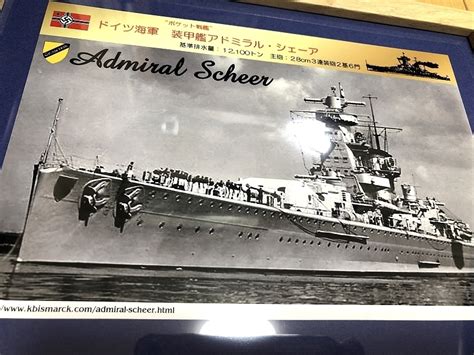 "ポケット戦艦"
ドイツ海軍 装甲艦アドミラル・シェーア
基準排水量：12,100トン 主砲：28cm3連装砲2基6門
Admiral Scheer
www.kbismarck.com/admiral-scheer.html